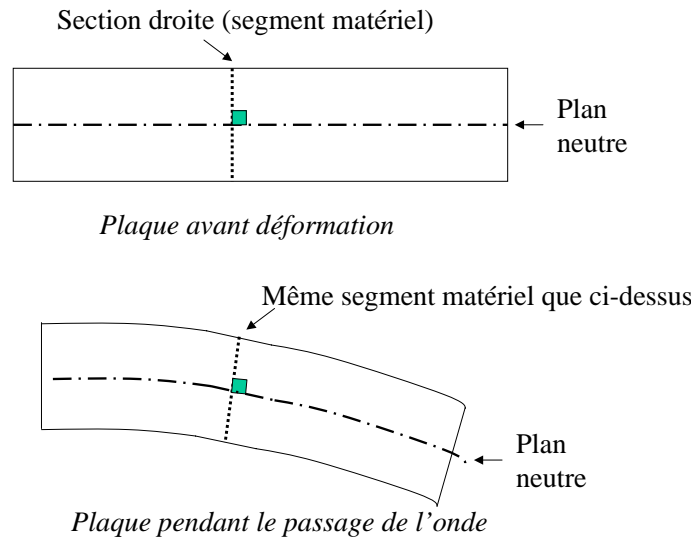 Section droite (segment matériel)
Plan
neutre
Plaque avant déformation
Même segment matériel que ci-dessus
Plan
neutre
Plaque pendant le passage de l'onde